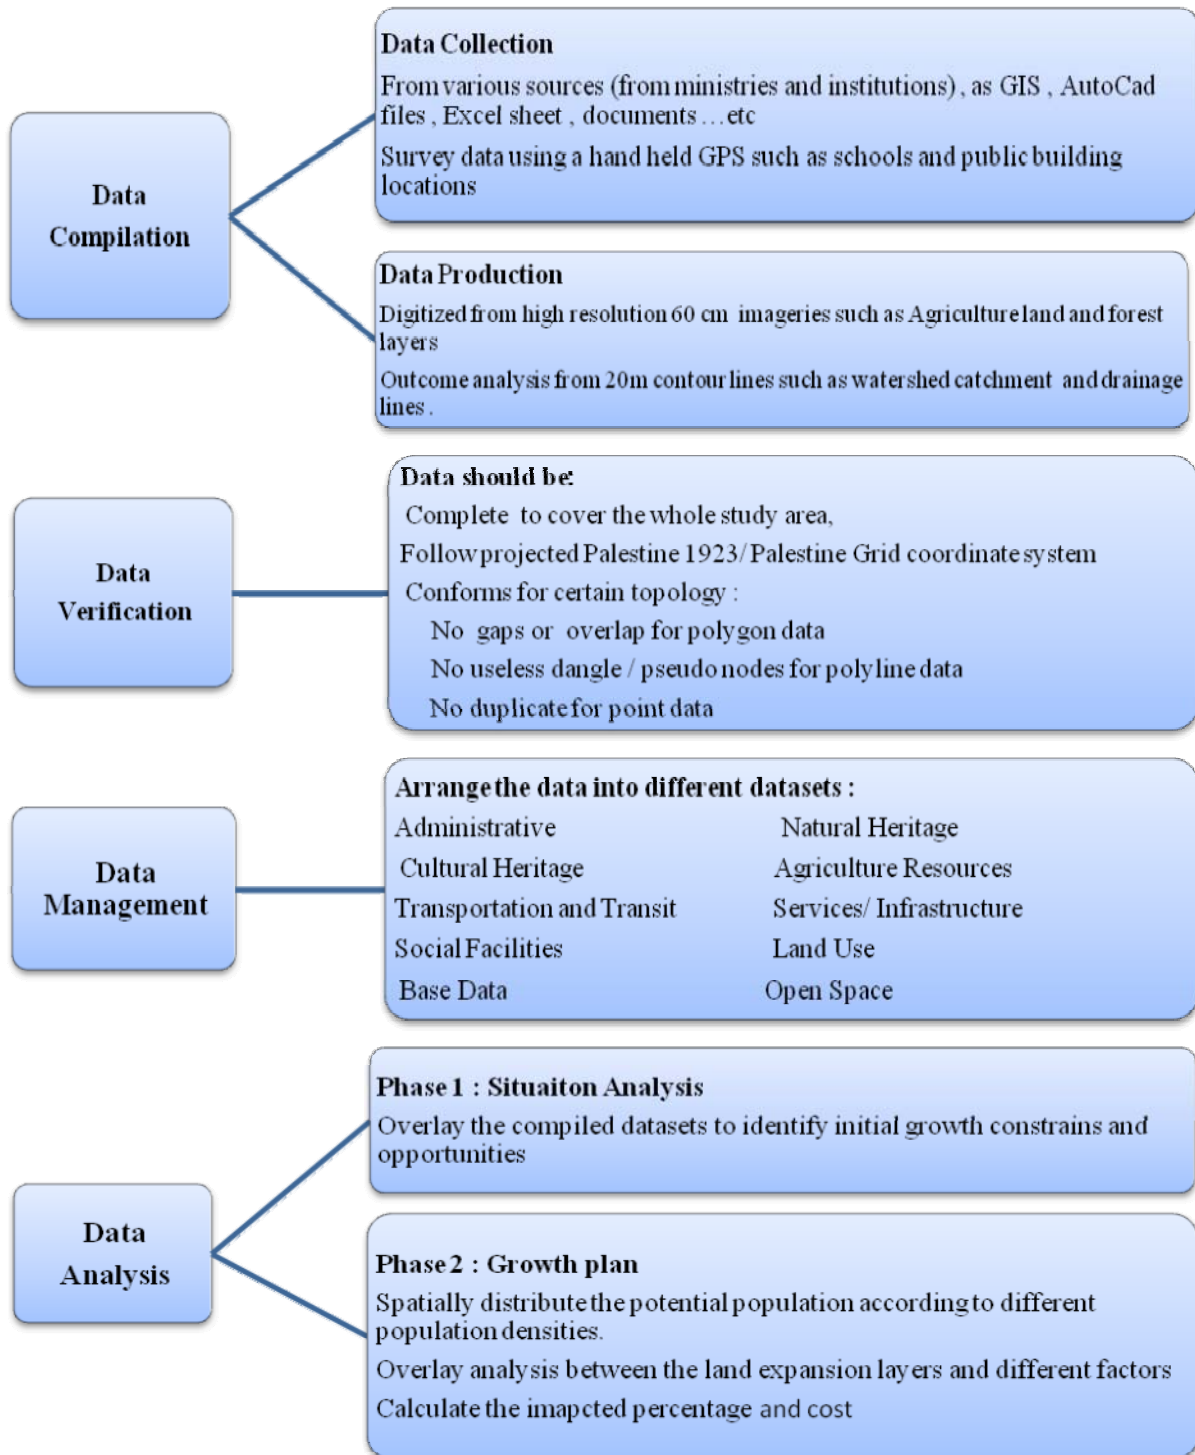 Data
Compilation
Data Collection
From various sources (from ministries and institutions) , as GIS , AutoCad
files , Excel sheet , documents …etc
Survey data using a hand held GPS such as schools and public building
locations
Data Production
Digitized from high resolution 60 cm imageries such as Agriculture land and forest
layers
Outcome analysis from 20m contour lines such as watershed catchment and drainage
lines .
Data
Verification
Data should be:
Complete to cover the whole study area,
Follow projected Palestine 1923/ Palestine Grid coordinate system
Conforms for certain topology :
No gaps or overlap for polygon data
No useless dangle / pseudo nodes for polyline data
No duplicate for point data
Data
Management
Arrange the data into different datasets :
Administrative Natural Heritage
Cultural Heritage Agriculture Resources
Transportation and Transit Services/ Infrastructure
Social Facilities Land Use
Base Data Open Space
Data
Analysis
Phase 1 : Situaiton Analysis
Overlay the compiled datasets to identify initial growth constrains and
opportunities
Phase 2 : Growth plan
Spatially distribute the potential population according to different
population densities.
Overlay analysis between the land expansion layers and different factors
Calculate the imapcted percentage and cost